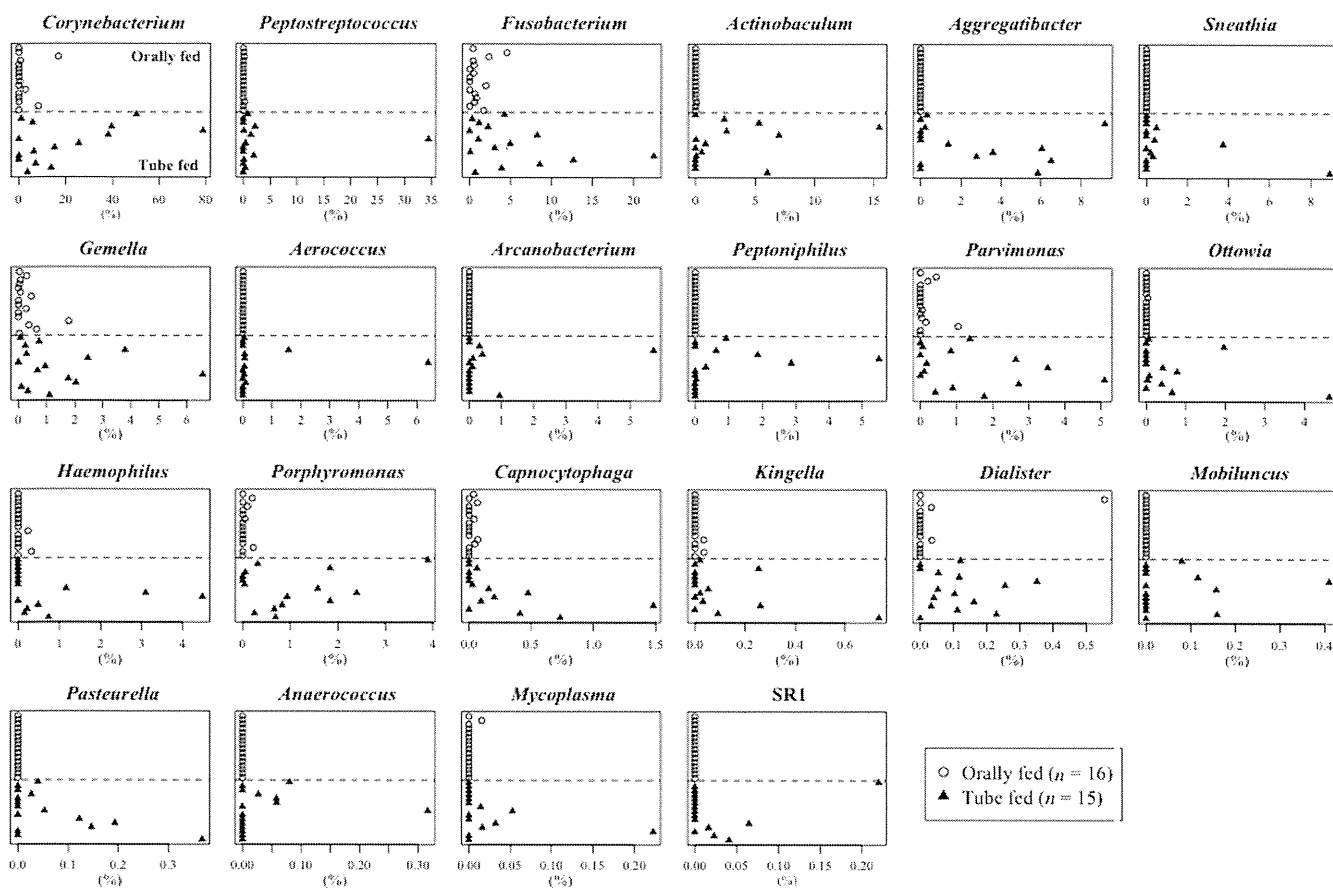 Corynebacterium Peptostreptococcus Fusobacterium Actinobaculum Aggregatibacter Sneathia
Orally fed
Tube fed
0 20 40 60 80 0 5 10 15 20 25 30 35 0 5 10 15 20 0 5 10 15 0 2 4 6 8 0 2 4 6 8
(%) (%) (%) (%) (%) (%)
Gemella Aerococcus Arcanobacterium Peptoniphilus Parvimonas Ottowia
0 1 2 3 4 5 6 0 1 2 3 4 5 6 0 1 2 3 4 5 0 1 2 3 4 5 0 1 2 3 4 5 0 1 2 3 4
(%) (%) (%) (%) (%) (%)
Haemophilus Porphyromonas Capnocytophaga Kingella Dialister Mobiluncus
0 1 2 3 4 0 1 2 3 4 0.0 0.5 1.0 1.5 0.0 0.2 0.4 0.6 0.0 0.1 0.2 0.3 0.4 0.5 0.0 0.1 0.2 0.3 0.4
(%) (%) (%) (%) (%) (%)
Pasteurella Anaerococcus Mycoplasma SR1
0.0 0.1 0.2 0.3 0.00 0.10 0.20 0.30 0.00 0.05 0.10 0.15 0.20 0.00 0.05 0.10 0.15 0.20
(%) (%) (%) (%)
Orally fed (n = 16)
Tube fed (n = 15)